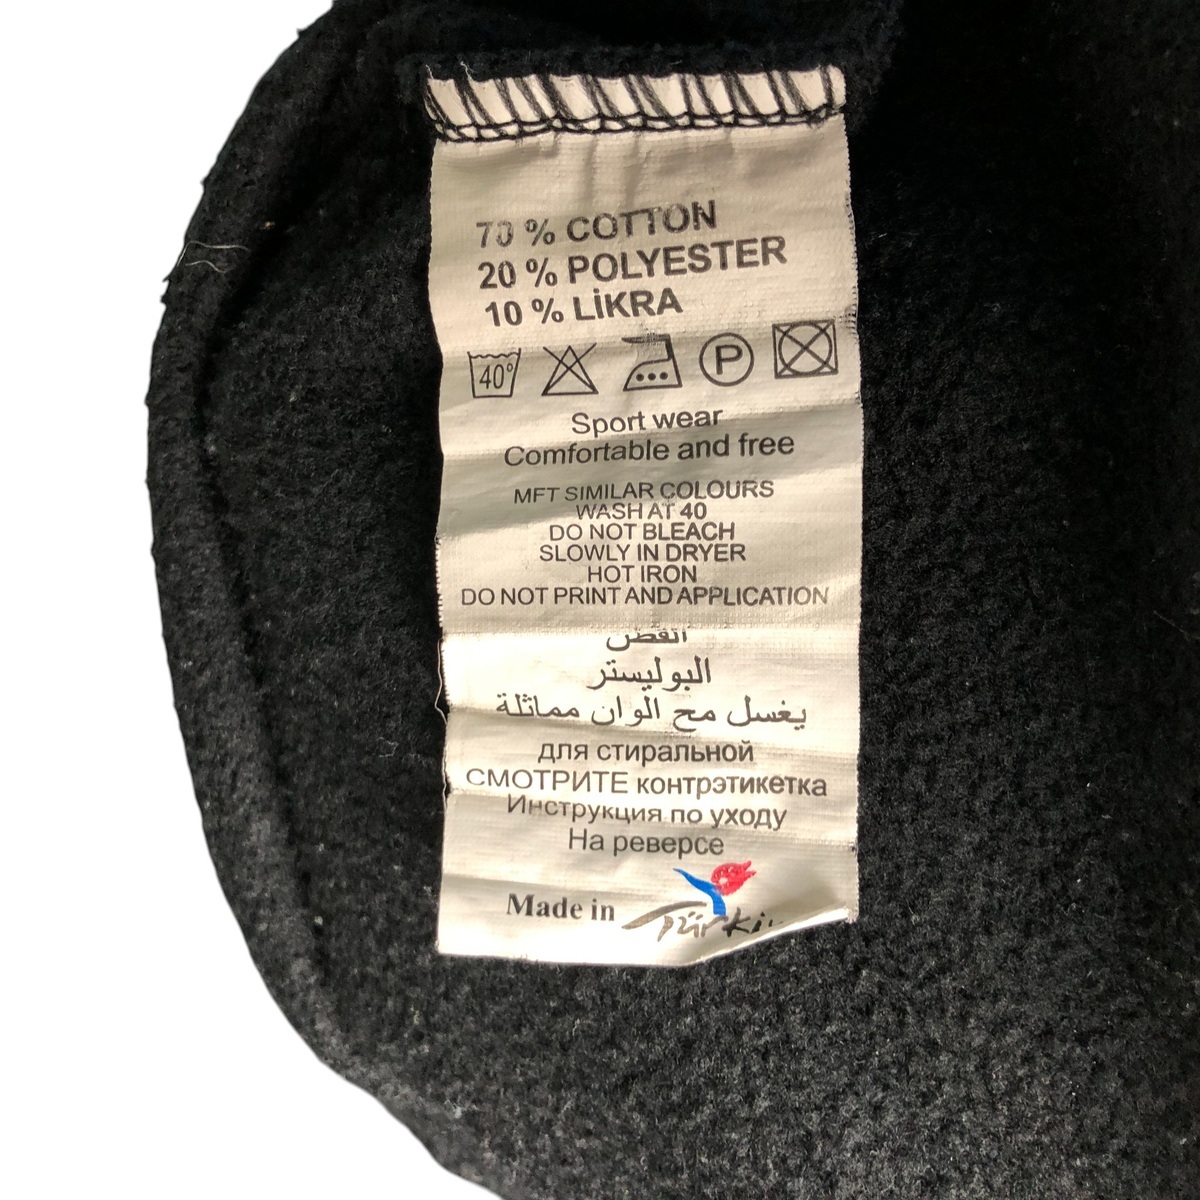 70 % COTTON
20 % POLYESTER
10 % LİKRA
40°
P
Sport wear
Comfortable and free
MFT SIMILAR COLOURS
WASH AT 40
DO NOT BLEACH
SLOWLY IN DRYER
HOT IRON
DO NOT PRINT AND APPLICATION
البوليستر
يغسل مح الوان مماثلة
для стиральной
СМОТРИТЕ контрэтикетка
Инструкция по уходу
На реверсе
Made in